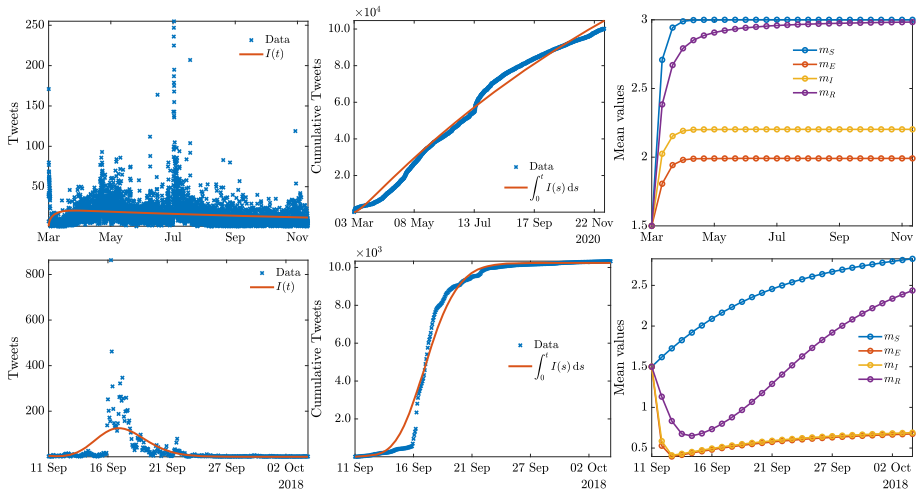 250
200
150
100
50
Tweets
Data
I(t)
Mar May Jul Sep Nov
×10⁴
10.0
8.0
6.0
4.0
2.0
Cumulative Tweets
Data
∫₀ᵗ I(s) ds
03 Mar 08 May 13 Jul 17 Sep 22 Nov
2020
3
2.5
2
1.5
Mean values
m_S
m_E
m_I
m_R
Mar May Jul Sep Nov
800
600
400
200
Tweets
Data
I(t)
11 Sep 16 Sep 21 Sep 27 Sep 02 Oct
2018
×10³
10.0
8.0
6.0
4.0
2.0
Cumulative Tweets
Data
∫₀ᵗ I(s) ds
11 Sep 16 Sep 21 Sep 27 Sep 02 Oct
2018
2.5
2
1.5
1
0.5
Mean values
m_S
m_E
m_I
m_R
11 Sep 16 Sep 21 Sep 27 Sep 02 Oct
2018